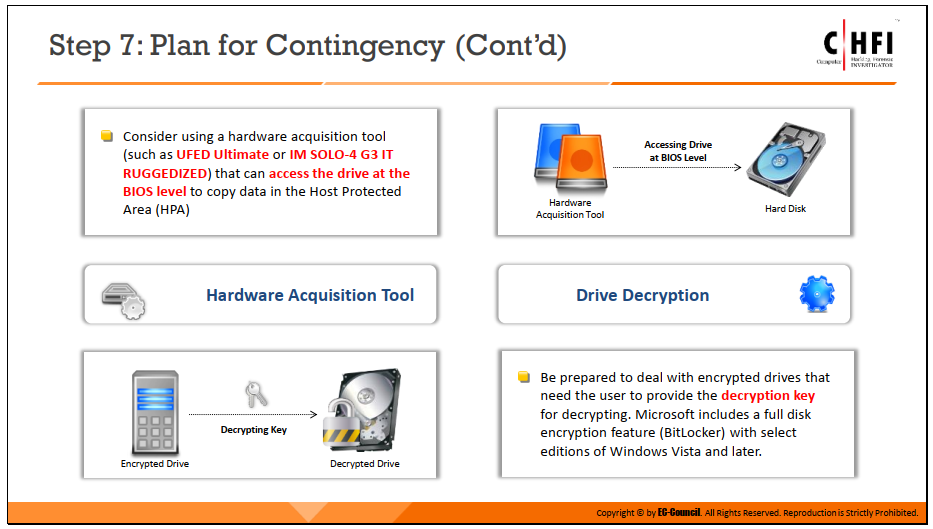 Step 7: Plan for Contingency (Cont'd)
C HFI
Computer Hacking Forensic
INVESTIGATOR
Consider using a hardware acquisition tool
(such as UFED Ultimate or IM SOLO-4 G3 IT
RUGGEDIZED) that can access the drive at the
BIOS level to copy data in the Host Protected
Area (HPA)
Accessing Drive
at BIOS Level
Hardware
Acquisition Tool
Hard Disk
Hardware Acquisition Tool
Drive Decryption
Decrypting Key
Encrypted Drive
Decrypted Drive
Be prepared to deal with encrypted drives that
need the user to provide the decryption key
for decrypting. Microsoft includes a full disk
encryption feature (BitLocker) with select
editions of Windows Vista and later.
Copyright © by EC-Council. All Rights Reserved. Reproduction is Strictly Prohibited.